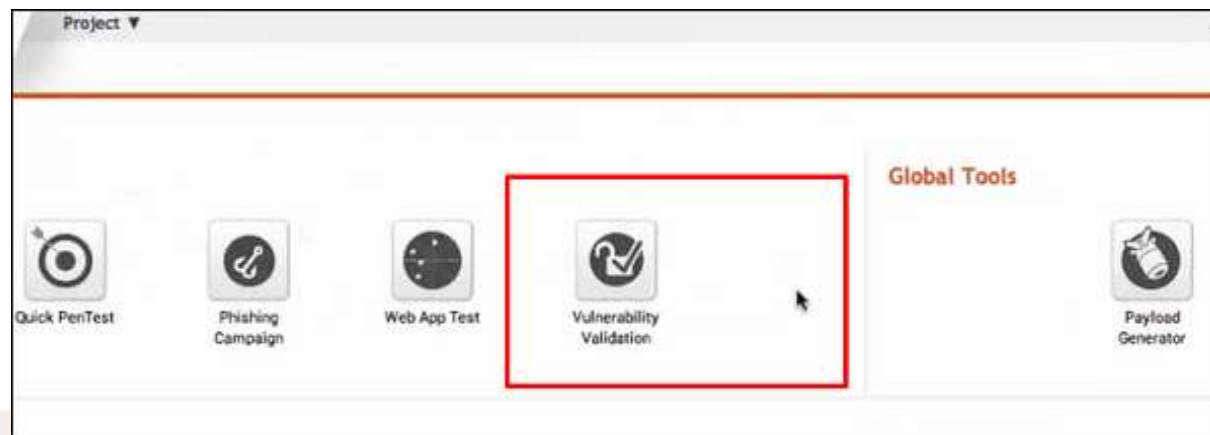 Project ▼
Global Tools
Quick PenTest
Phishing
Campaign
Web App Test
Vulnerability
Validation
Payload
Generator